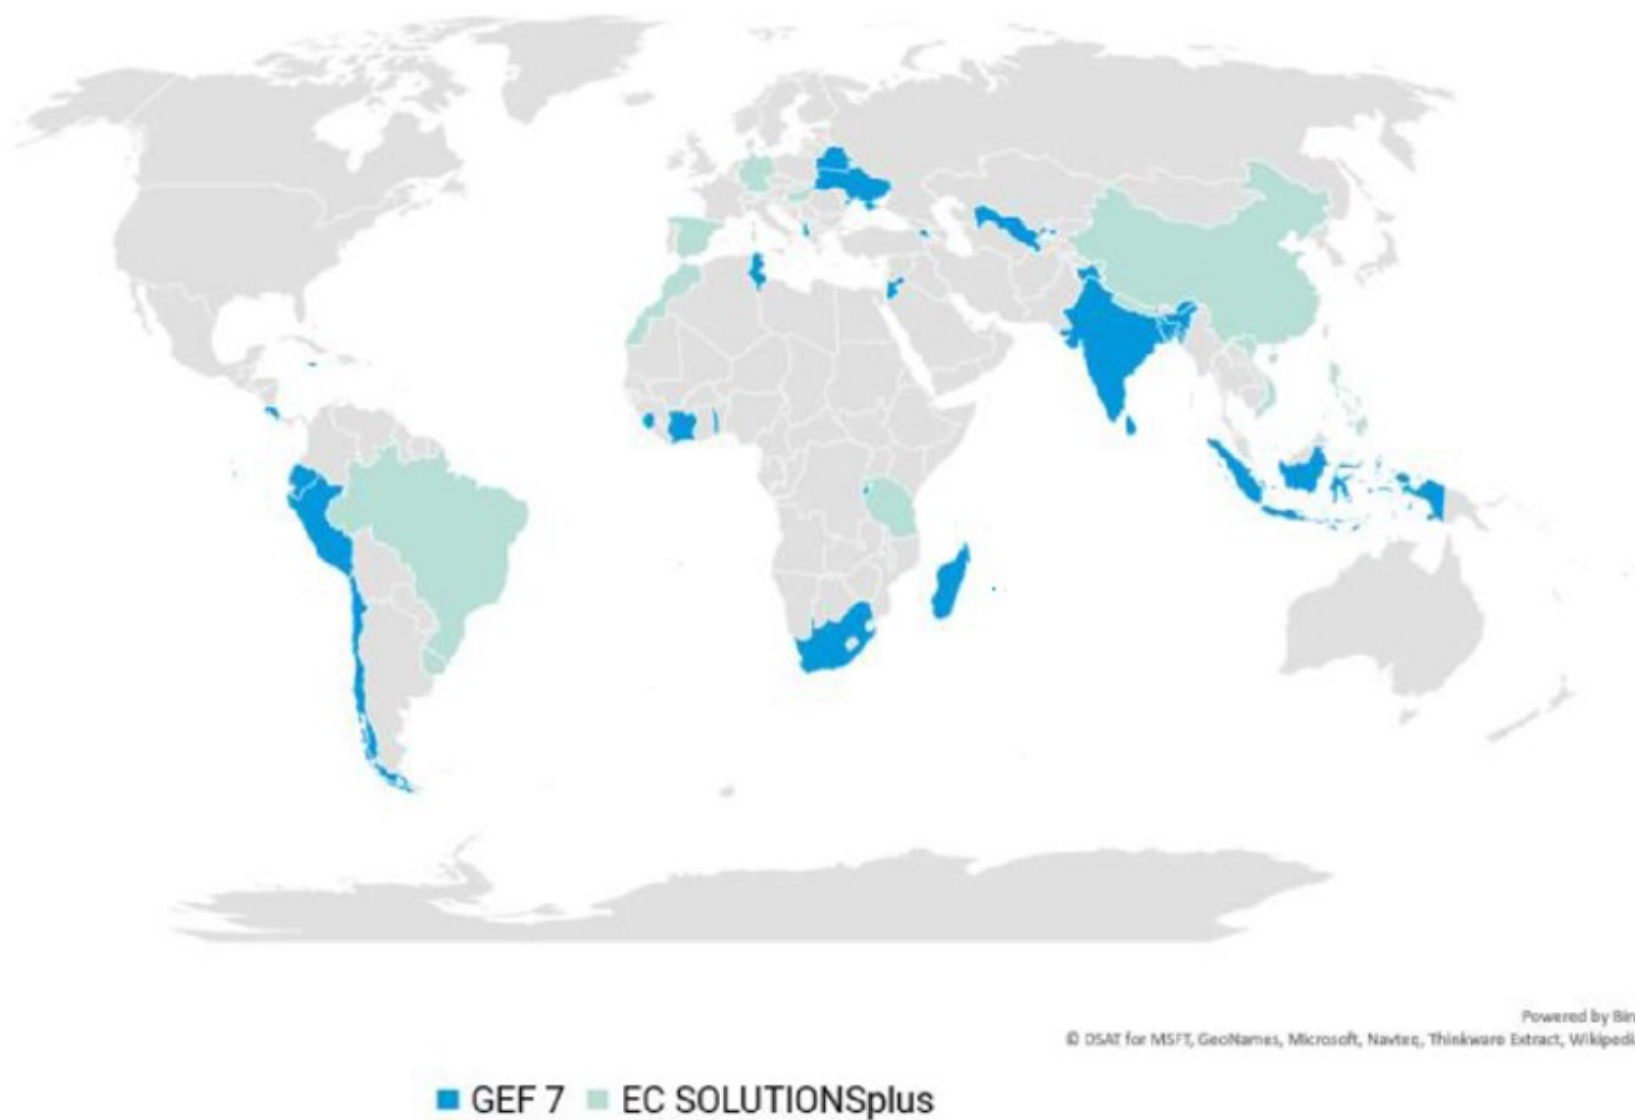 Powered by Bin
© DSAT for MSFT, GeoNames, Microsoft, Navteq, Thinkware Extract, Wikipedi
GEF 7 EC SOLUTIONSplus